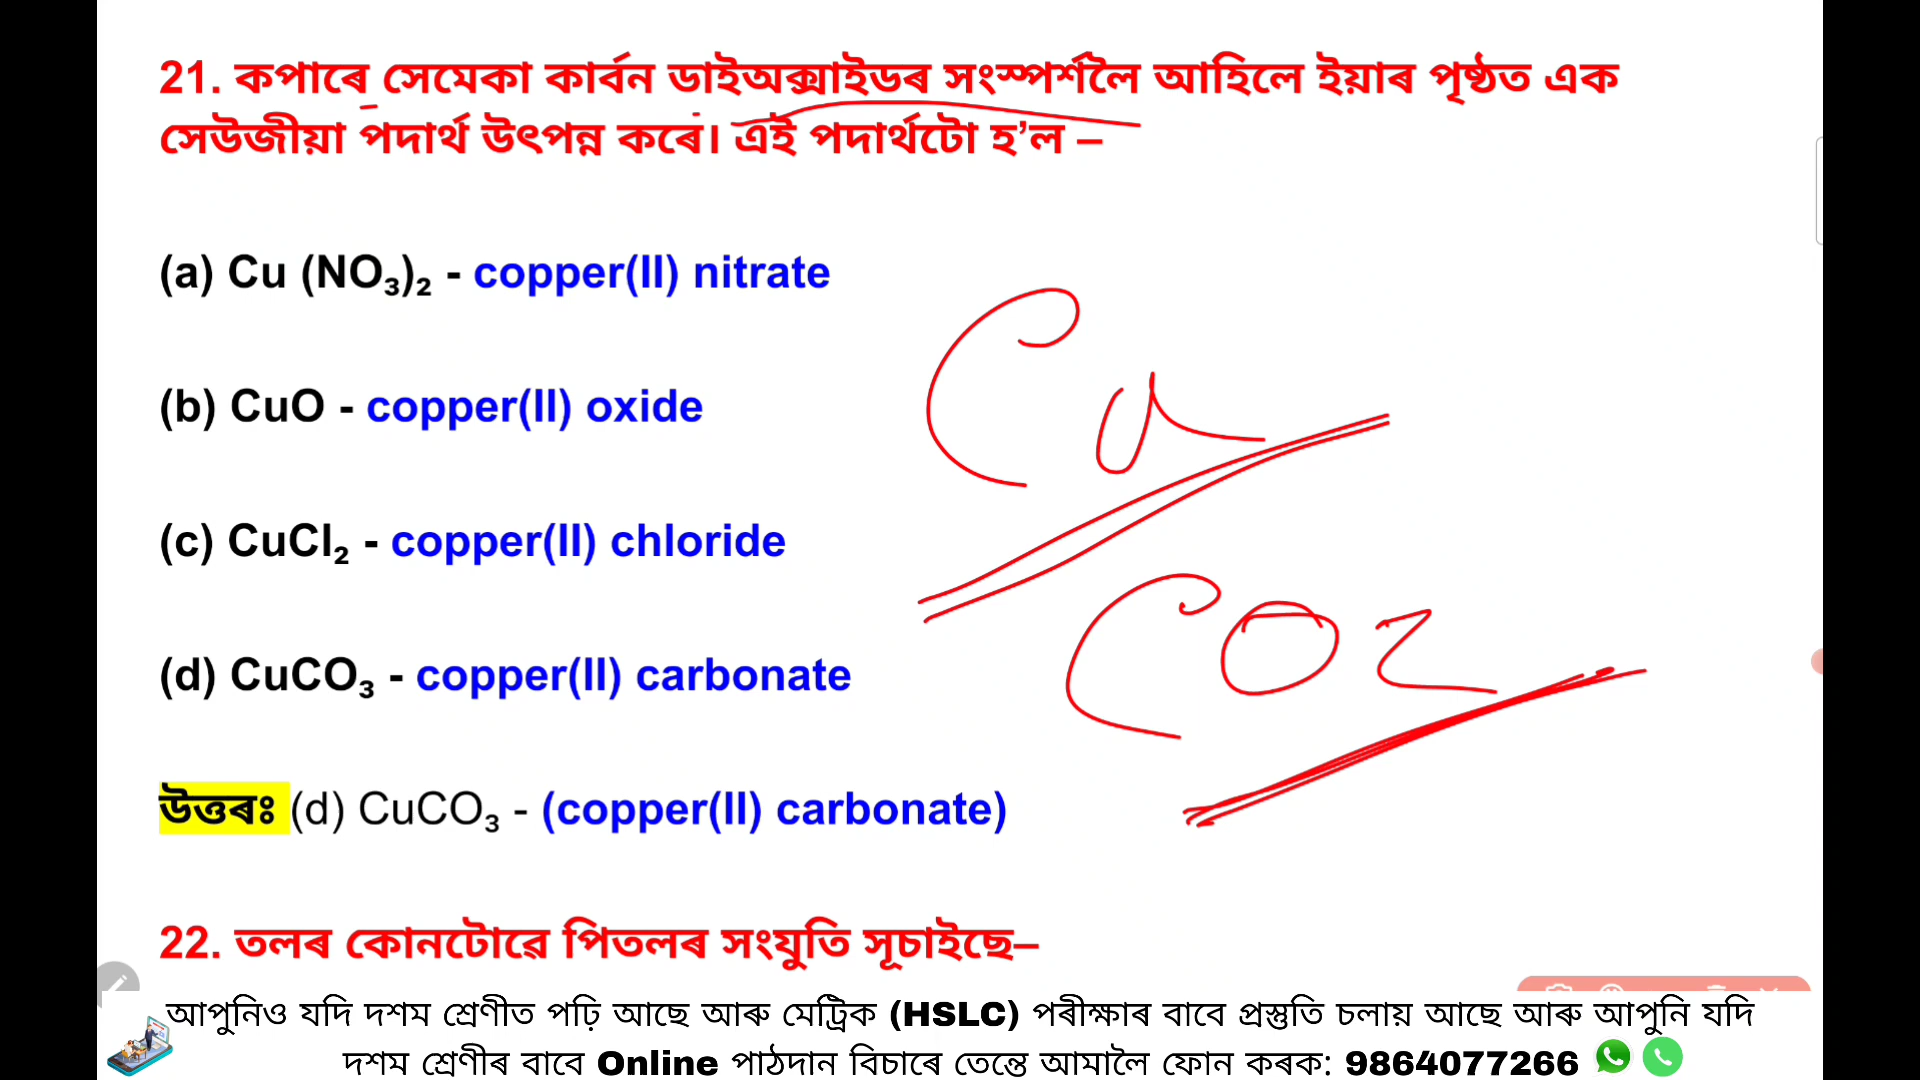 21. কপাৰে সেমেকা কাৰ্বন ডাইঅক্সাইডৰ সংস্পৰ্শলৈ আহিলে ইয়াৰ পৃষ্ঠত এক
সেউজীয়া পদাৰ্থ উৎপন্ন কৰে। এই পদাৰ্থটো হ’ল –
(a) Cu (NO₃)₂ - copper(II) nitrate
(b) CuO - copper(II) oxide
(c) CuCl₂ - copper(II) chloride
(d) CuCO₃ - copper(II) carbonate
Cu
CO2
উত্তৰঃ (d) CuCO₃ - (copper(II) carbonate)
22. তলৰ কোনটোৱে পিতলৰ সংযুতি সূচাইছে–
আপুনিও যদি দশম শ্ৰেণীত পঢ়ি আছে আৰু মেট্ৰিক (HSLC) পৰীক্ষাৰ বাবে প্ৰস্তুতি চলায় আছে আৰু আপুনি যদি
দশম শ্ৰেণীৰ বাবে Online পাঠদান বিচাৰে তেন্তে আমালৈ ফোন কৰক: 9864077266